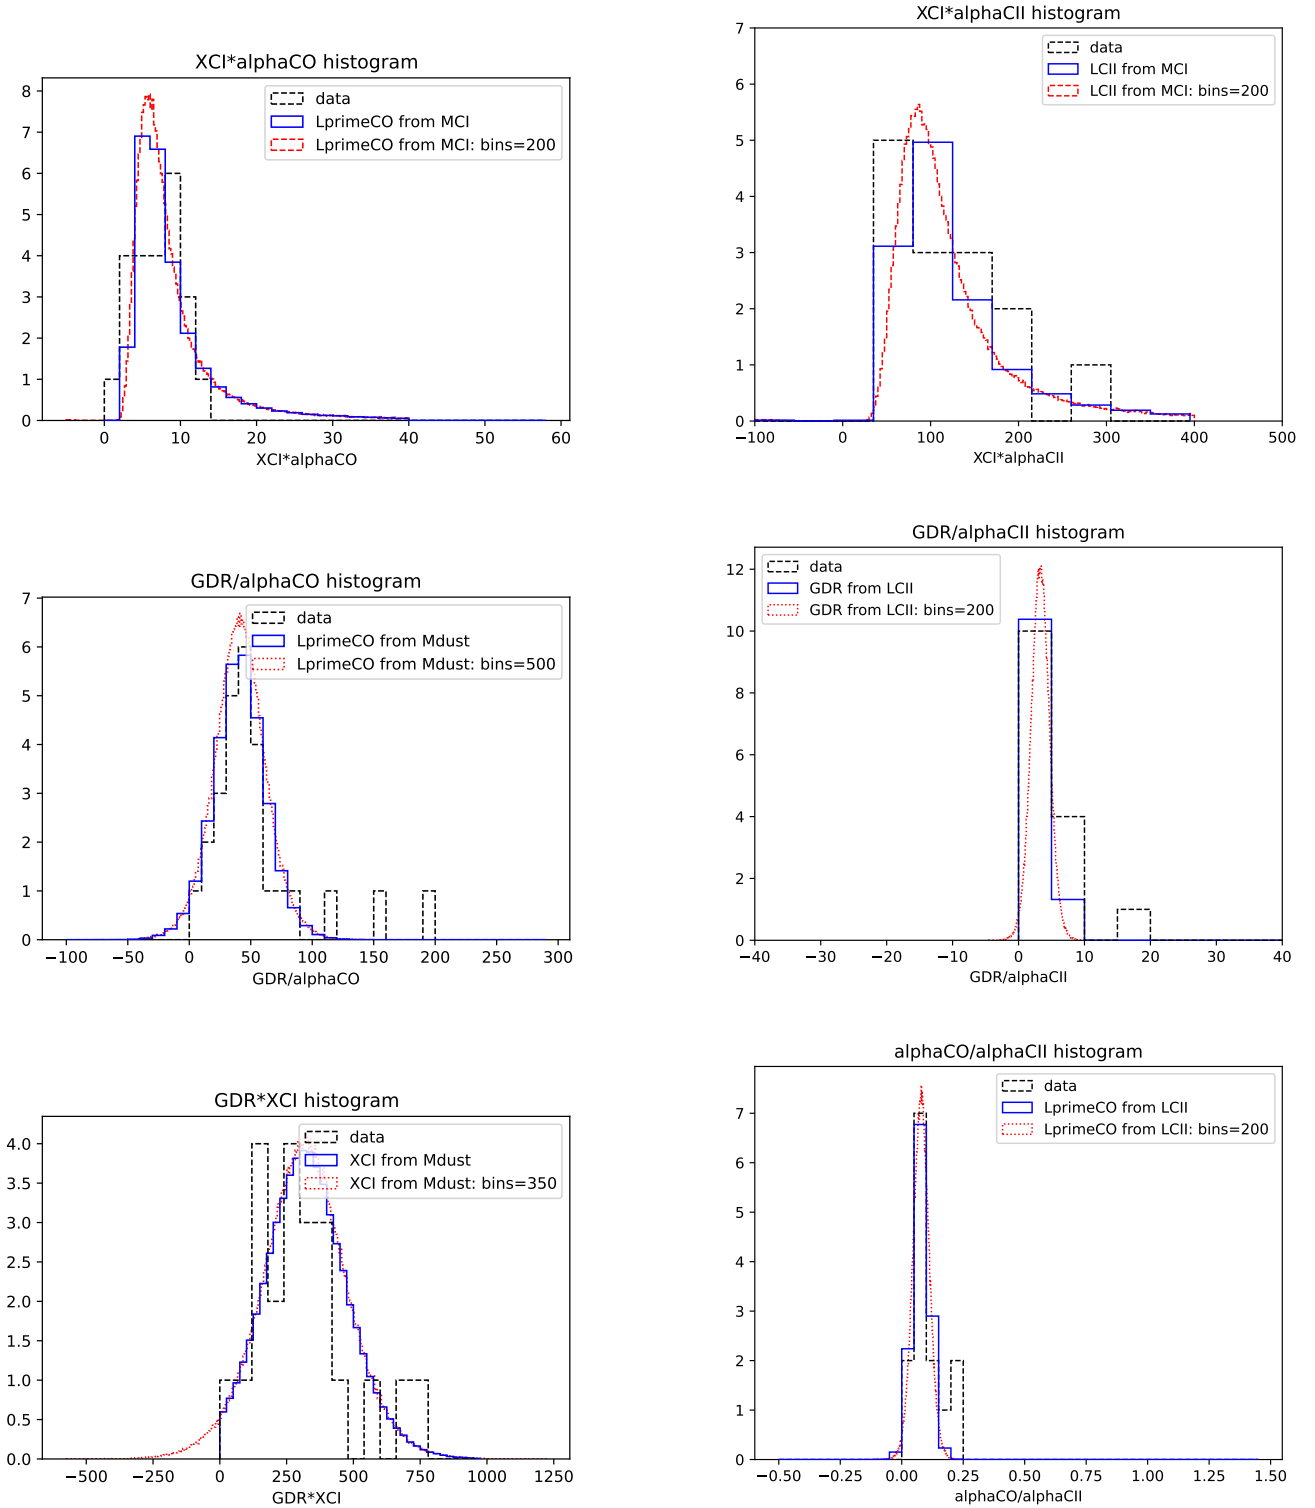 XCI*alphaCO histogram
data
LprimeCO from MCI
LprimeCO from MCI: bins=200
8
7
6
5
4
3
2
1
0
0 10 20 30 40 50 60
XCI*alphaCO
XCI*alphaCII histogram
data
LCII from MCI
LCII from MCI: bins=200
7
6
5
4
3
2
1
0
−100 0 100 200 300 400 500
XCI*alphaCII
GDR/alphaCO histogram
data
LprimeCO from Mdust
LprimeCO from Mdust: bins=500
7
6
5
4
3
2
1
0
−100 −50 0 50 100 150 200 250 300
GDR/alphaCO
GDR/alphaCII histogram
data
GDR from LCII
GDR from LCII: bins=200
12
10
8
6
4
2
0
−40 −30 −20 −10 0 10 20 30 40
GDR/alphaCII
GDR*XCI histogram
data
XCI from Mdust
XCI from Mdust: bins=350
4.0
3.5
3.0
2.5
2.0
1.5
1.0
0.5
0.0
−500 −250 0 250 500 750 1000 1250
GDR*XCI
alphaCO/alphaCII histogram
data
LprimeCO from LCII
LprimeCO from LCII: bins=200
7
6
5
4
3
2
1
0
−0.50 −0.25 0.00 0.25 0.50 0.75 1.00 1.25 1.50
alphaCO/alphaCII